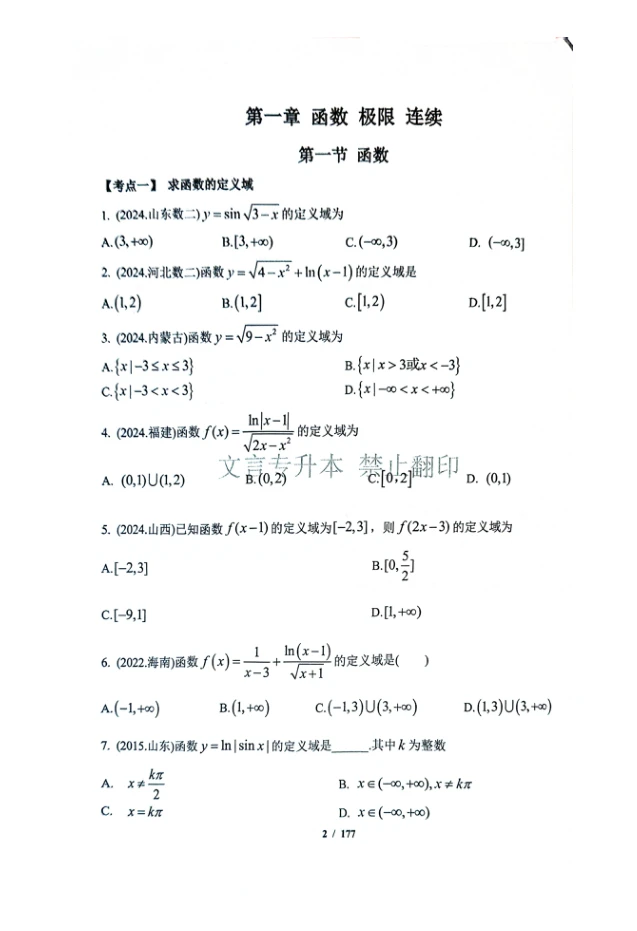 第一章 函数 极限 连续
第一节 函数
【考点一】 求函数的定义域
1. (2024.山东数二) y = sin √(3−x) 的定义域为
A.(3,+∞) B.[3,+∞) C.(−∞,3) D. (−∞,3]
2. (2024.河北数二)函数 y = √(4−x²) + ln(x−1) 的定义域是
A.(1,2) B.(1,2] C.[1,2) D.[1,2]
3. (2024.内蒙古)函数 y = √(9−x²) 的定义域为
A.{x|−3≤x≤3} B.{x|x>3或x<−3}
C.{x|−3<x<3} D.{x|−∞<x<+∞}
4. (2024.福建)函数 f(x) = ln|x−1| / √(2x−x²) 的定义域为
文言专升本 禁止翻印
A. (0,1)∪(1,2) B.(0,2) C.[0,2] D. (0,1)
5. (2024.山西)已知函数 f(x−1) 的定义域为[−2,3]，则 f(2x−3) 的定义域为
A.[−2,3] B.[0, 5/2]
C.[−9,1] D.[1,+∞)
6. (2022.海南)函数 f(x) = 1/(x−3) + ln(x−1)/√(x+1) 的定义域是( )
A.(−1,+∞) B.(1,+∞) C.(−1,3)∪(3,+∞) D.(1,3)∪(3,+∞)
7. (2015.山东)函数 y = ln|sin x| 的定义域是______.其中 k 为整数
A. x ≠ kπ/2 B. x∈(−∞,+∞), x ≠ kπ
C. x = kπ D. x∈(−∞,+∞)
2 / 177